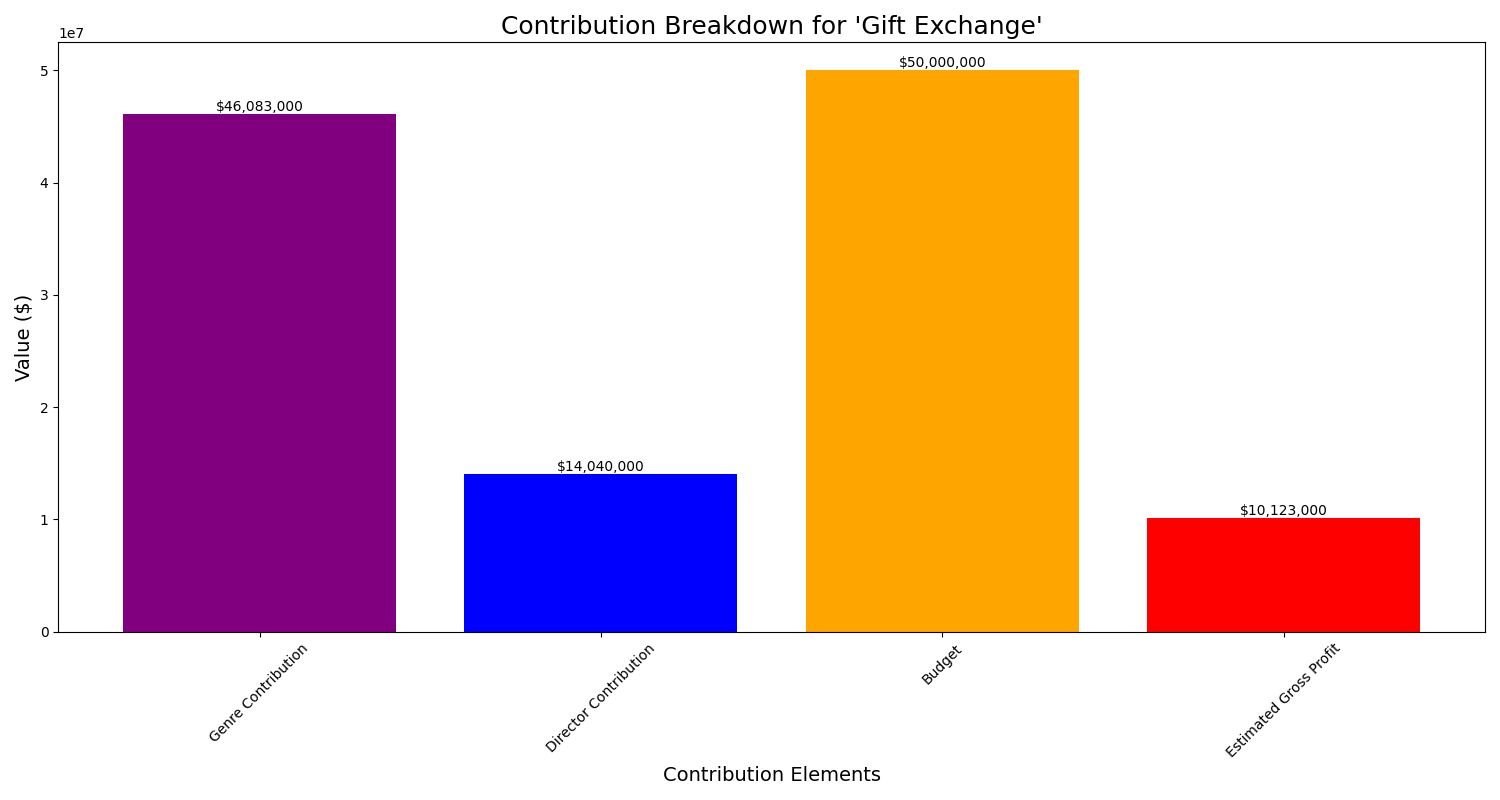 Contribution Breakdown for 'Gift Exchange'
1e7
5
4
3
2
1
0
Value ($)
$46,083,000
$14,040,000
$50,000,000
$10,123,000
Genre Contribution
Director Contribution
Budget
Estimated Gross Profit
Contribution Elements